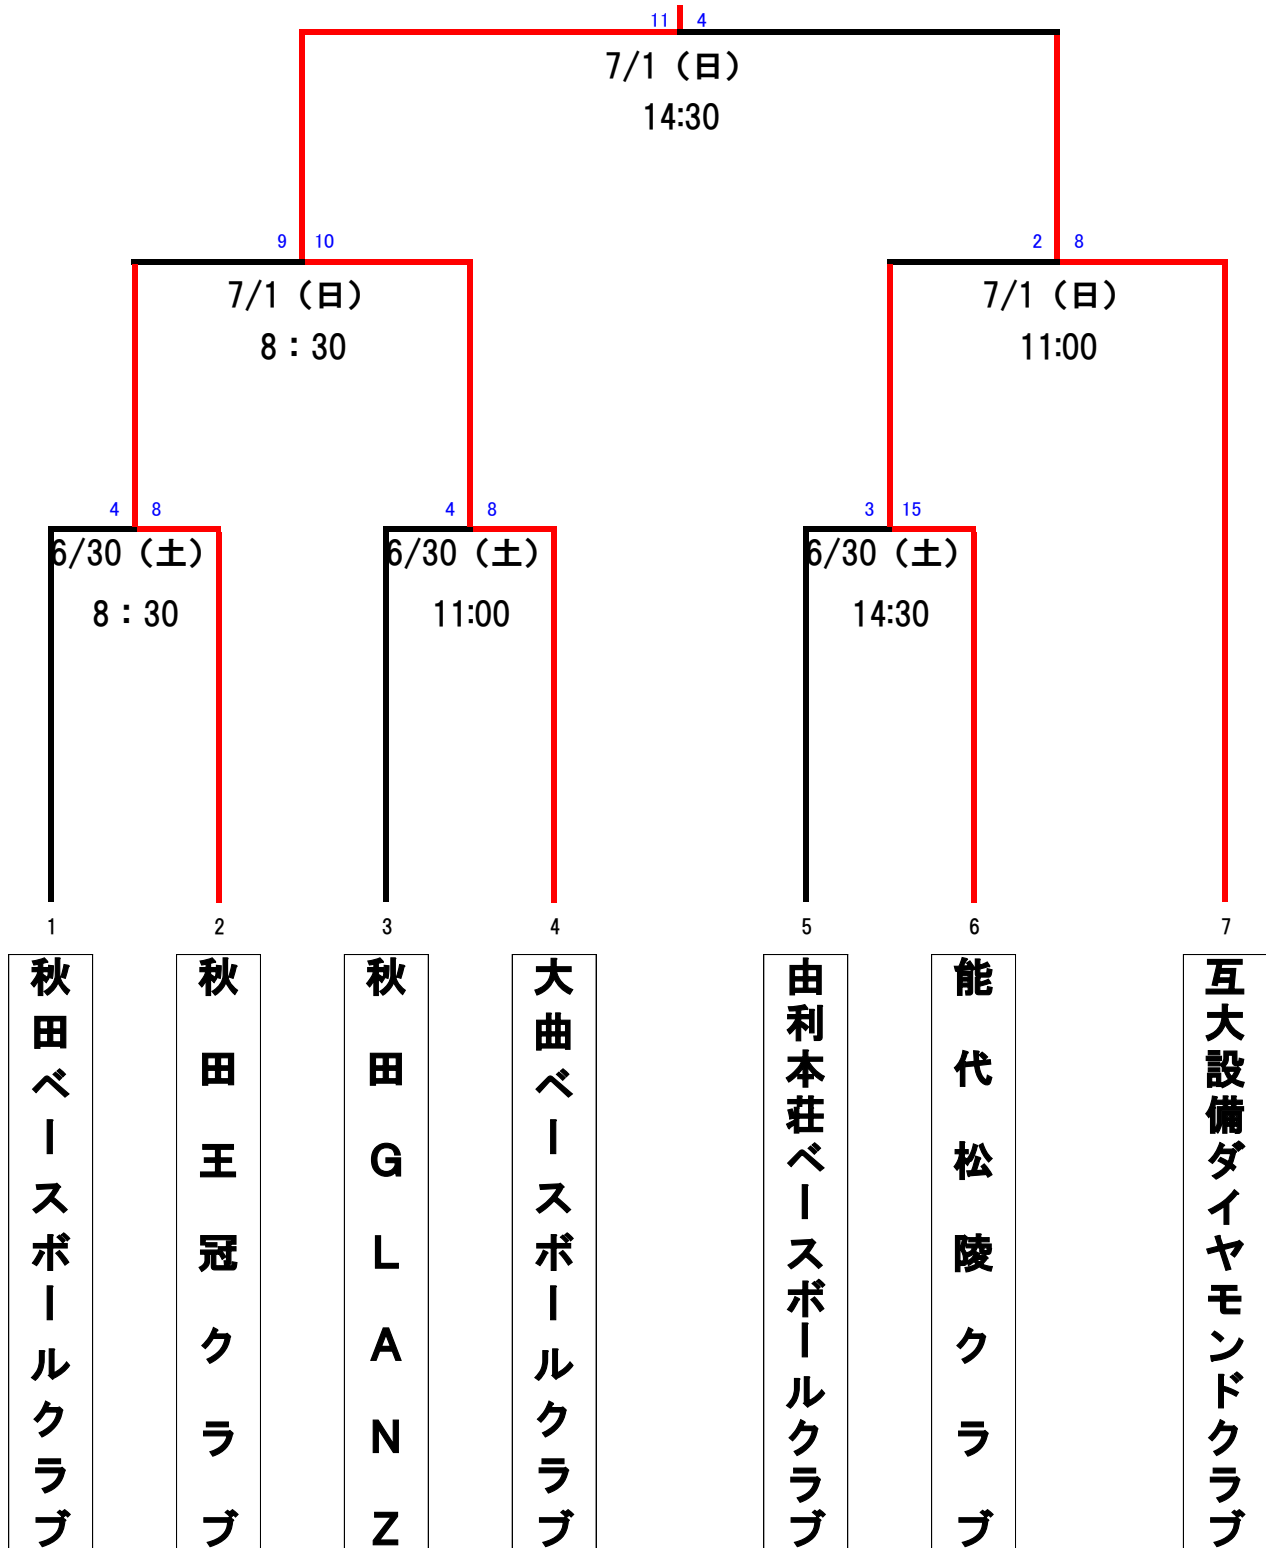 11 4
7/1（日）
14:30
9 10
2 8
7/1（日）
7/1（日）
8：30
11:00
4 8
4 8
3 15
6/30（土）
6/30（土）
6/30（土）
8：30
11:00
14:30
1 2 3 4 5 6 7
秋田ベースボールクラブ
秋田王冠クラブ
秋田GLANZ
大曲ベースボールクラブ
由利本荘ベースボールクラブ
能代松陵クラブ
互大設備ダイヤモンドクラブ